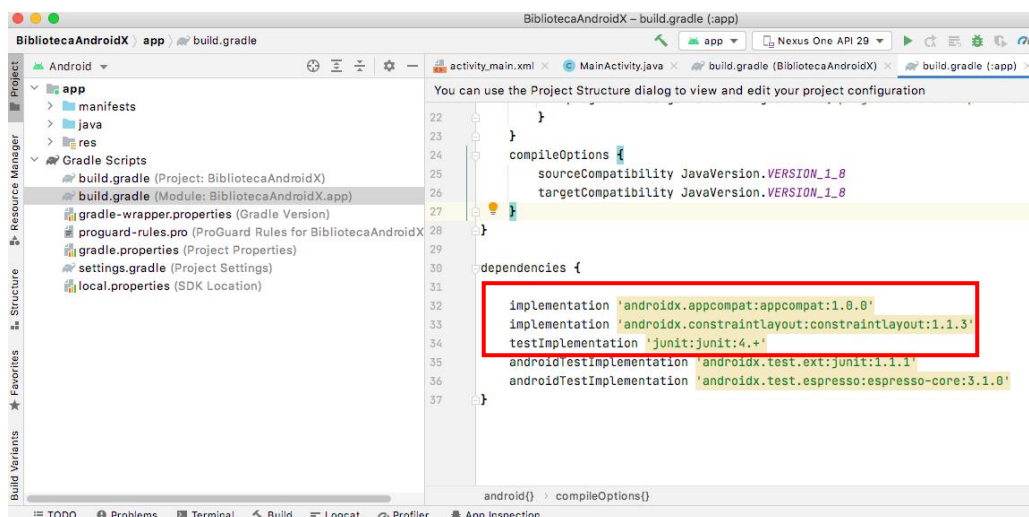 BibliotecaAndroidX – build.gradle (:app)
BibliotecaAndroidX app build.gradle
app Nexus One API 29
Android
activity_main.xml MainActivity.java build.gradle (BibliotecaAndroidX) build.gradle (:app)
You can use the Project Structure dialog to view and edit your project configuration
Project
Resource Manager
Structure
Favorites
Build Variants
app
manifests
java
res
Gradle Scripts
build.gradle (Project: BibliotecaAndroidX)
build.gradle (Module: BibliotecaAndroidX.app)
gradle-wrapper.properties (Gradle Version)
proguard-rules.pro (ProGuard Rules for BibliotecaAndroidX
gradle.properties (Project Properties)
settings.gradle (Project Settings)
local.properties (SDK Location)
22 }
23 }
24 compileOptions {
25 sourceCompatibility JavaVersion.VERSION_1_8
26 targetCompatibility JavaVersion.VERSION_1_8
27 }
28 }
29
30 dependencies {
31
32 implementation 'androidx.appcompat:appcompat:1.0.0'
33 implementation 'androidx.constraintlayout:constraintlayout:1.1.3'
34 testImplementation 'junit:junit:4.+'
35 androidTestImplementation 'androidx.test.ext:junit:1.1.1'
36 androidTestImplementation 'androidx.test.espresso:espresso-core:3.1.0'
37 }
android{} compileOptions{}
TODO Problems Terminal Build Logcat Profiler App Inspection